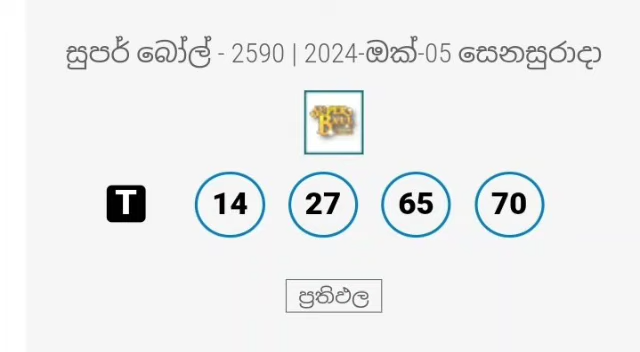 සුපර් බෝල් - 2590 | 2024-ඔක්-05 සෙනසුරාදා
T 14 27 65 70
ප්‍රතිඵල